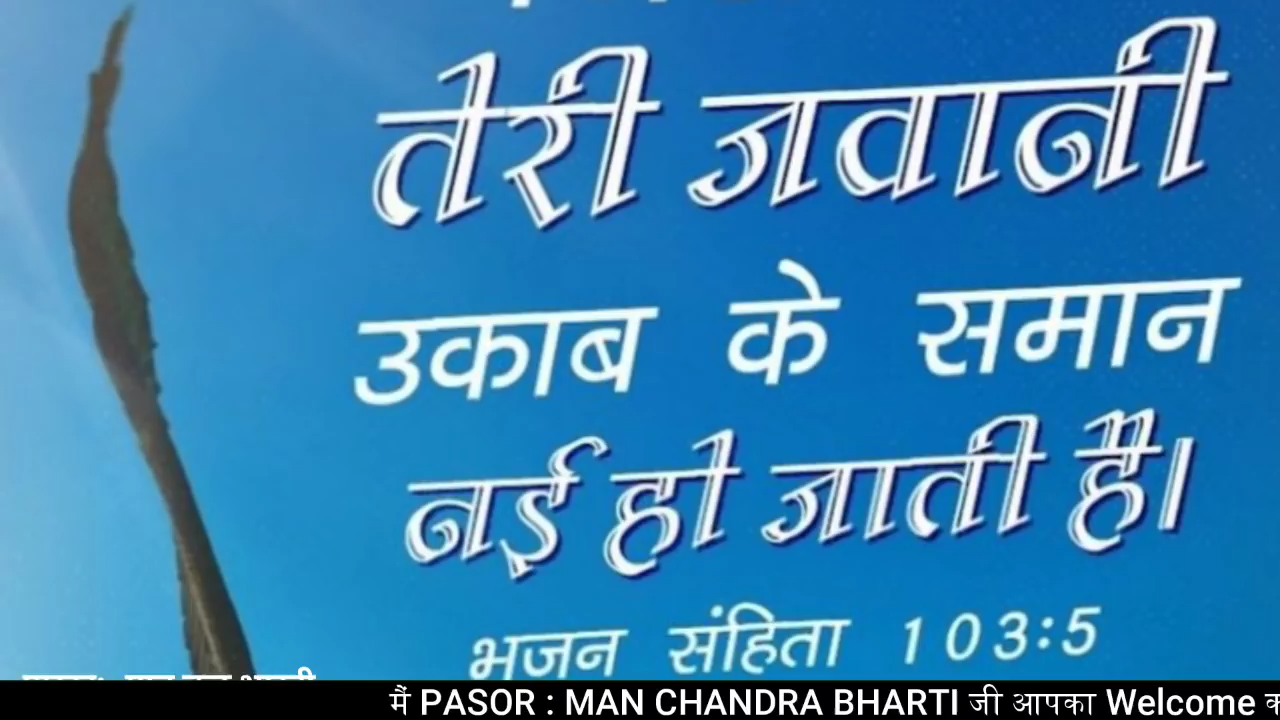 तेरी जवानी
उकाब के समान
नई हो जाती है।
भजन संहिता 103:5
मैं PASOR : MAN CHANDRA BHARTI जी आपका Welcome